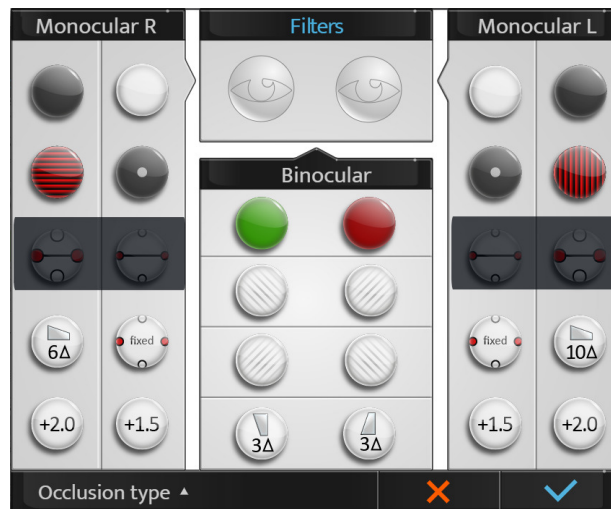 Monocular R
Filters
Monocular L
Binocular
6Δ
fixed
fixed
10Δ
+2.0
+1.5
3Δ
3Δ
+1.5
+2.0
Occlusion type